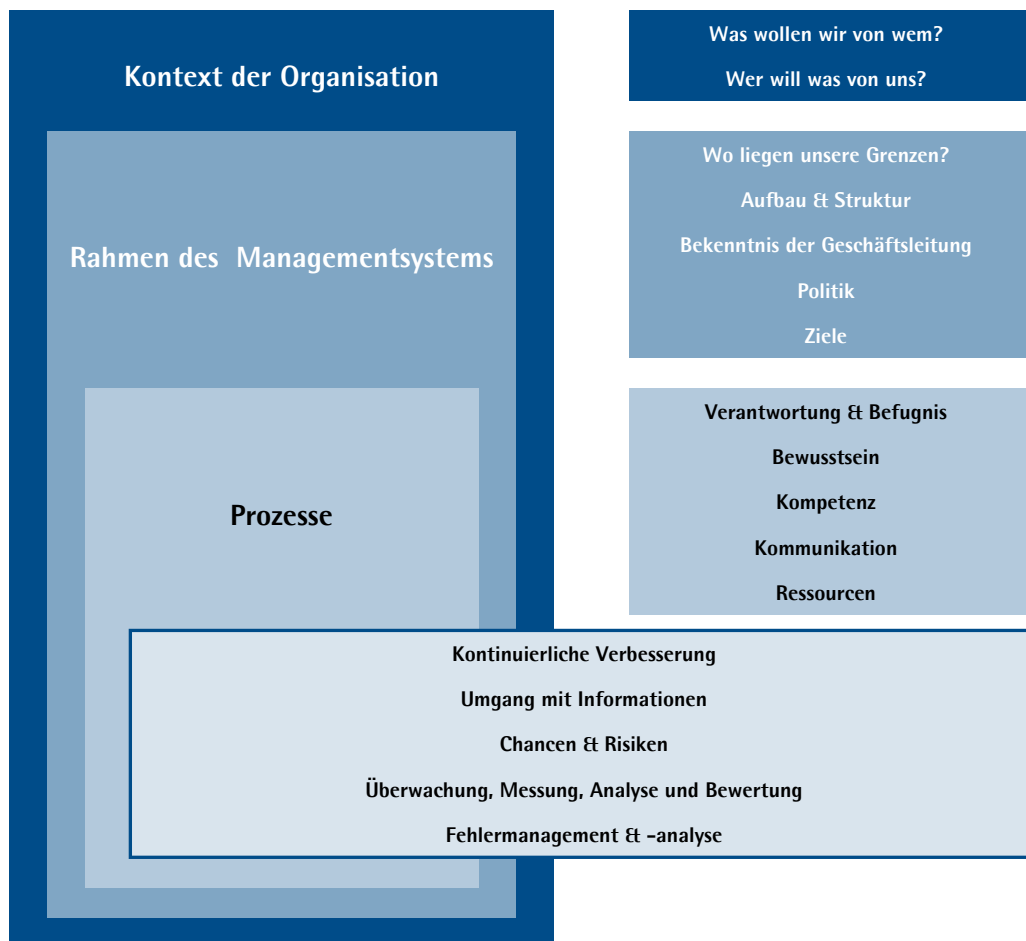 Kontext der Organisation
Was wollen wir von wem?
Wer will was von uns?
Rahmen des Managementsystems
Wo liegen unsere Grenzen?
Aufbau & Struktur
Bekenntnis der Geschäftsleitung
Politik
Ziele
Prozesse
Verantwortung & Befugnis
Bewusstsein
Kompetenz
Kommunikation
Ressourcen
Kontinuierliche Verbesserung
Umgang mit Informationen
Chancen & Risiken
Überwachung, Messung, Analyse und Bewertung
Fehlermanagement & -analyse